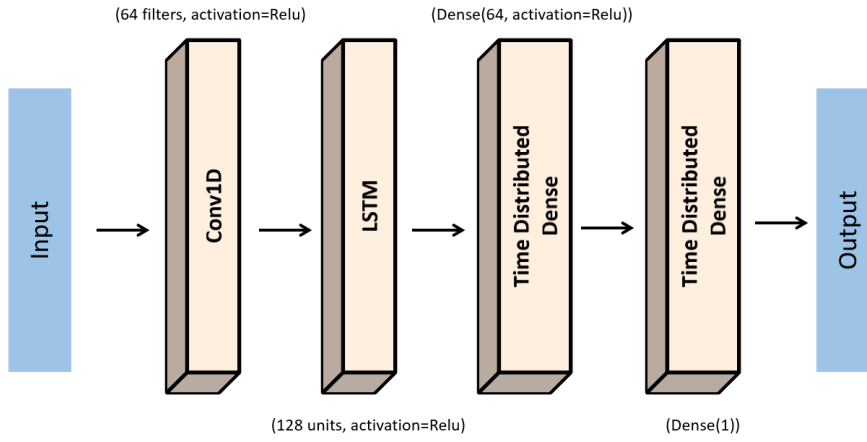 (64 filters, activation=Relu)
(Dense(64, activation=Relu))
Input
Conv1D
LSTM
Time Distributed
Dense
Time Distributed
Dense
Output
(128 units, activation=Relu)
(Dense(1))